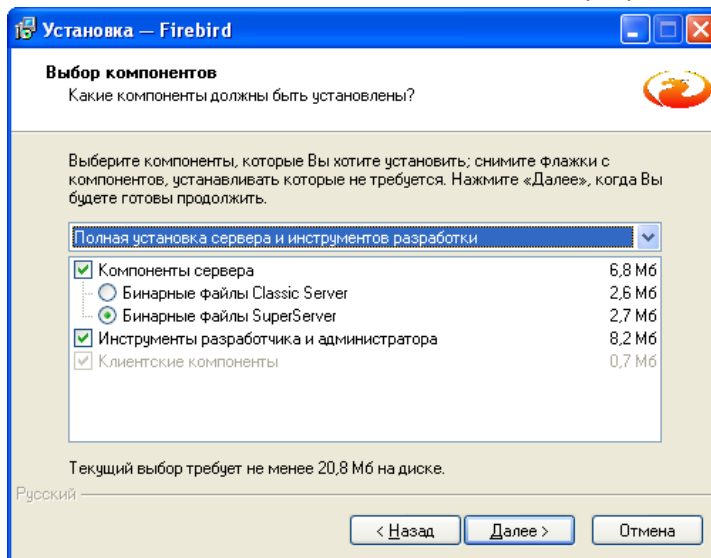 Установка — Firebird
Выбор компонентов
Какие компоненты должны быть установлены?
Выберите компоненты, которые Вы хотите установить; снимите флажки с
компонентов, устанавливать которые не требуется. Нажмите «Далее», когда Вы
будете готовы продолжить.
Полная установка сервера и инструментов разработки
Компоненты сервера 6,8 Мб
Бинарные файлы Classic Server 2,6 Мб
Бинарные файлы SuperServer 2,7 Мб
Инструменты разработчика и администратора 8,2 Мб
Клиентские компоненты 0,7 Мб
Текущий выбор требует не менее 20,8 Мб на диске.
Русский
< Назад Далее > Отмена